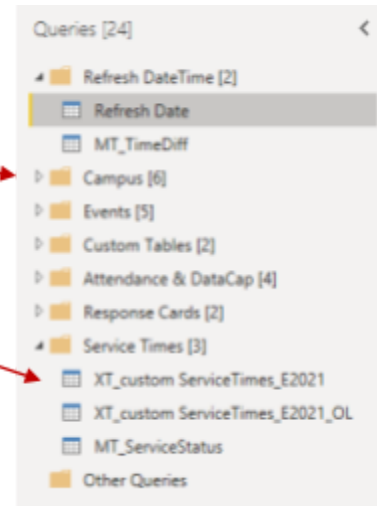 Queries [24]
Refresh DateTime [2]
Refresh Date
MT_TimeDiff
Campus [6]
Events [5]
Custom Tables [2]
Attendance & DataCap [4]
Response Cards [2]
Service Times [3]
XT_custom ServiceTimes_E2021
XT_custom ServiceTimes_E2021_OL
MT_ServiceStatus
Other Queries